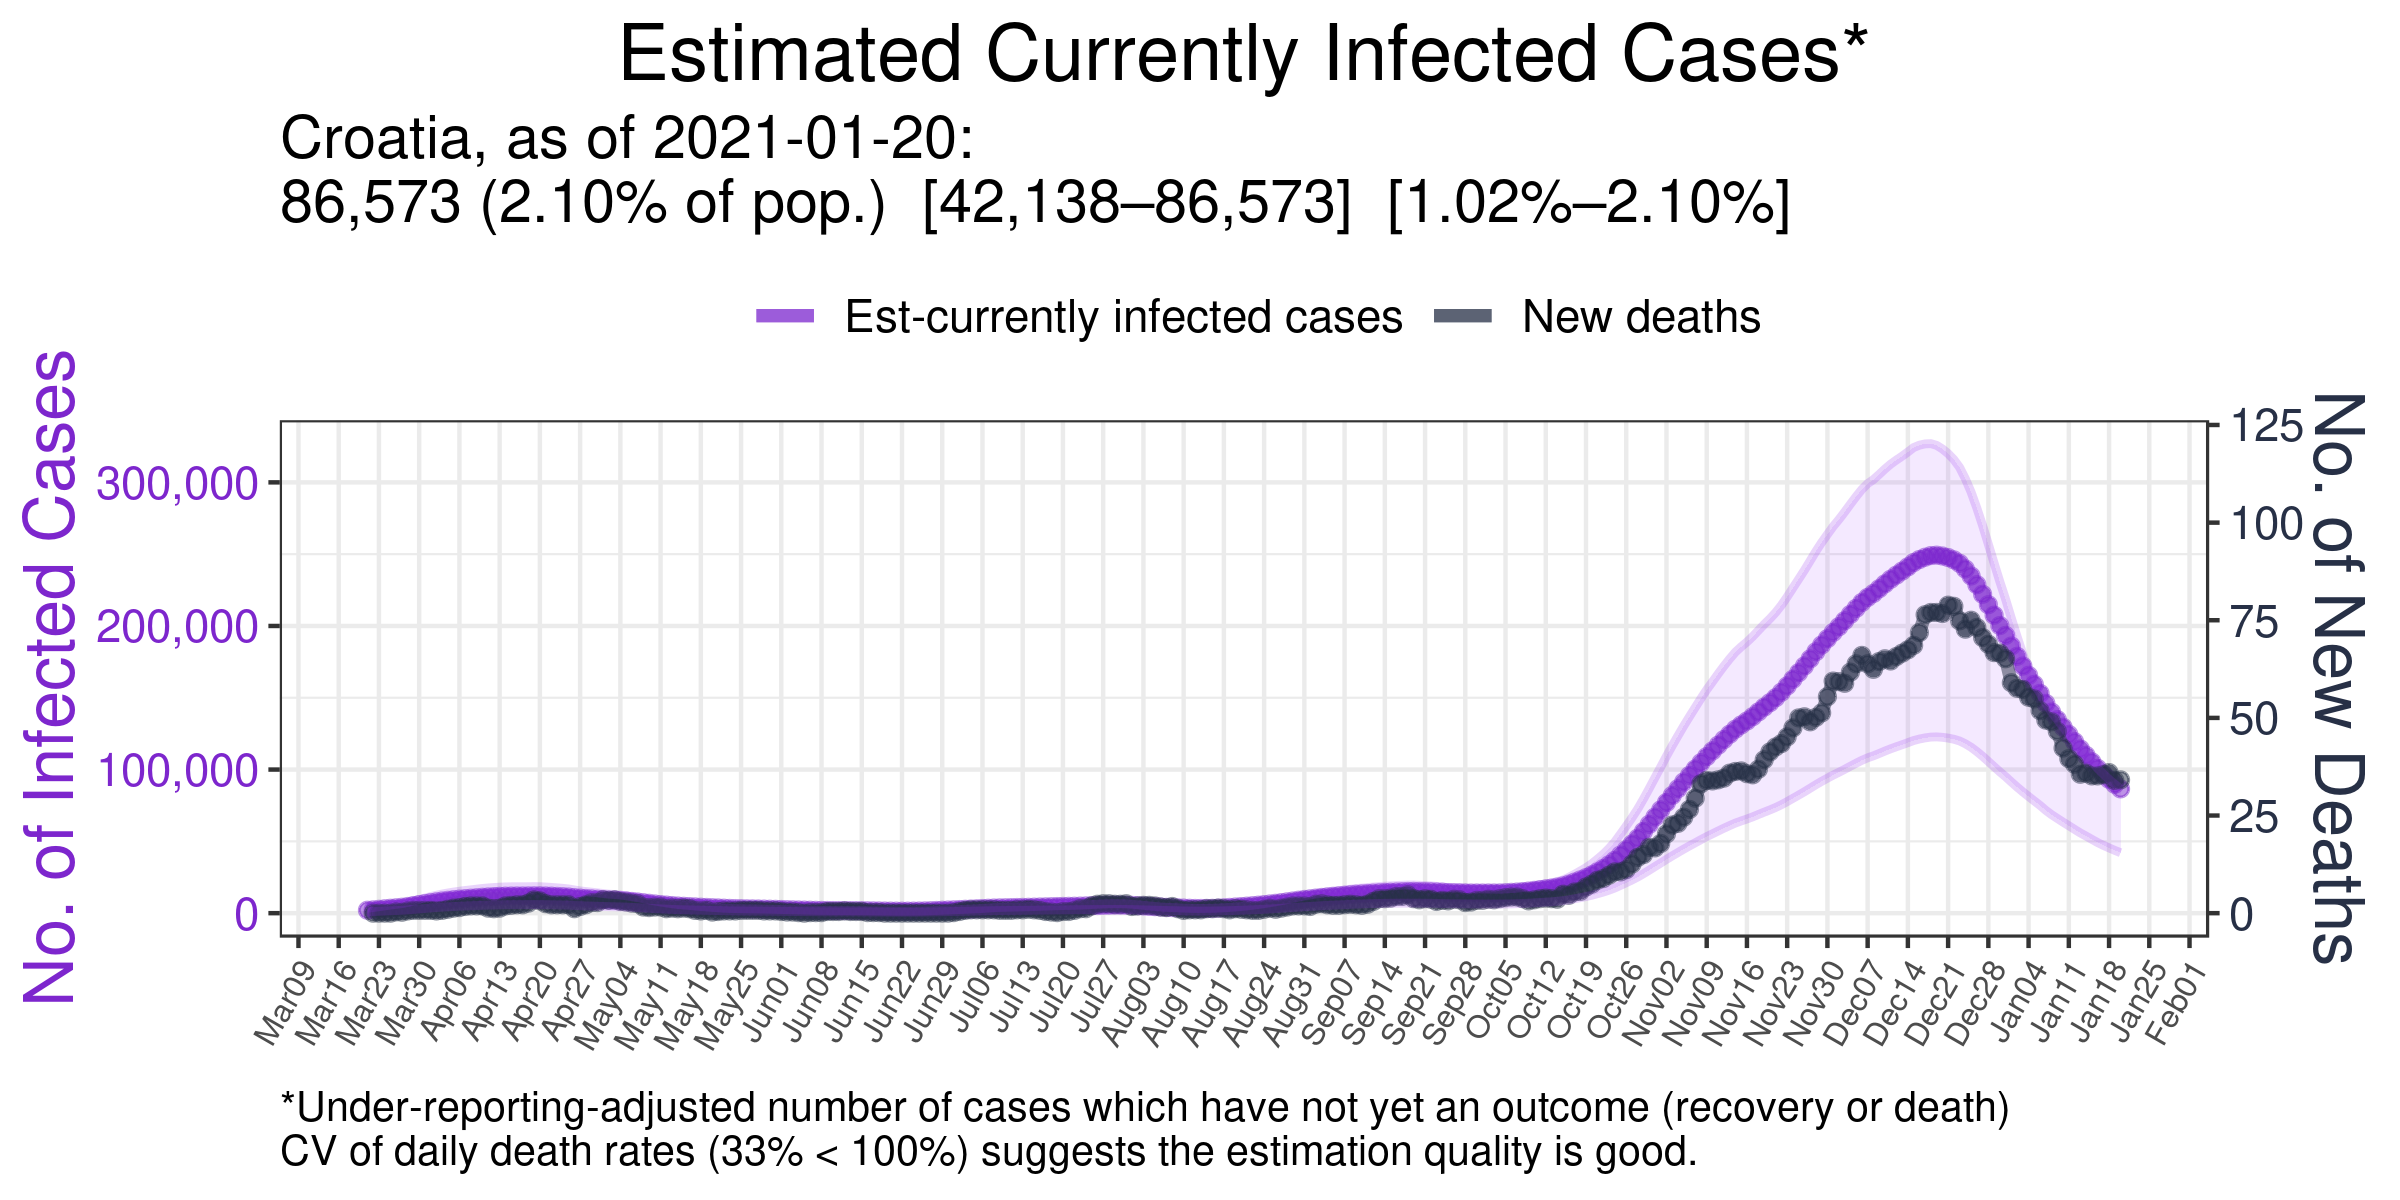 Estimated Currently Infected Cases*
Croatia, as of 2021-01-20:
86,573 (2.10% of pop.) [42,138–86,573] [1.02%–2.10%]
Est-currently infected cases New deaths
No. of Infected Cases
300,000
200,000
100,000
0
125
100
75
50
25
0
No. of New Deaths
Mar09 Mar16 Mar23 Mar30 Apr06 Apr13 Apr20 Apr27 May04 May11 May18 May25 Jun01 Jun08 Jun15 Jun22 Jun29 Jul06 Jul13 Jul20 Jul27 Aug03 Aug10 Aug17 Aug24 Aug31 Sep07 Sep14 Sep21 Sep28 Oct05 Oct12 Oct19 Oct26 Nov02 Nov09 Nov16 Nov23 Nov30 Dec07 Dec14 Dec21 Dec28 Jan04 Jan11 Jan18 Jan25 Feb01
*Under-reporting-adjusted number of cases which have not yet an outcome (recovery or death)
CV of daily death rates (33% < 100%) suggests the estimation quality is good.